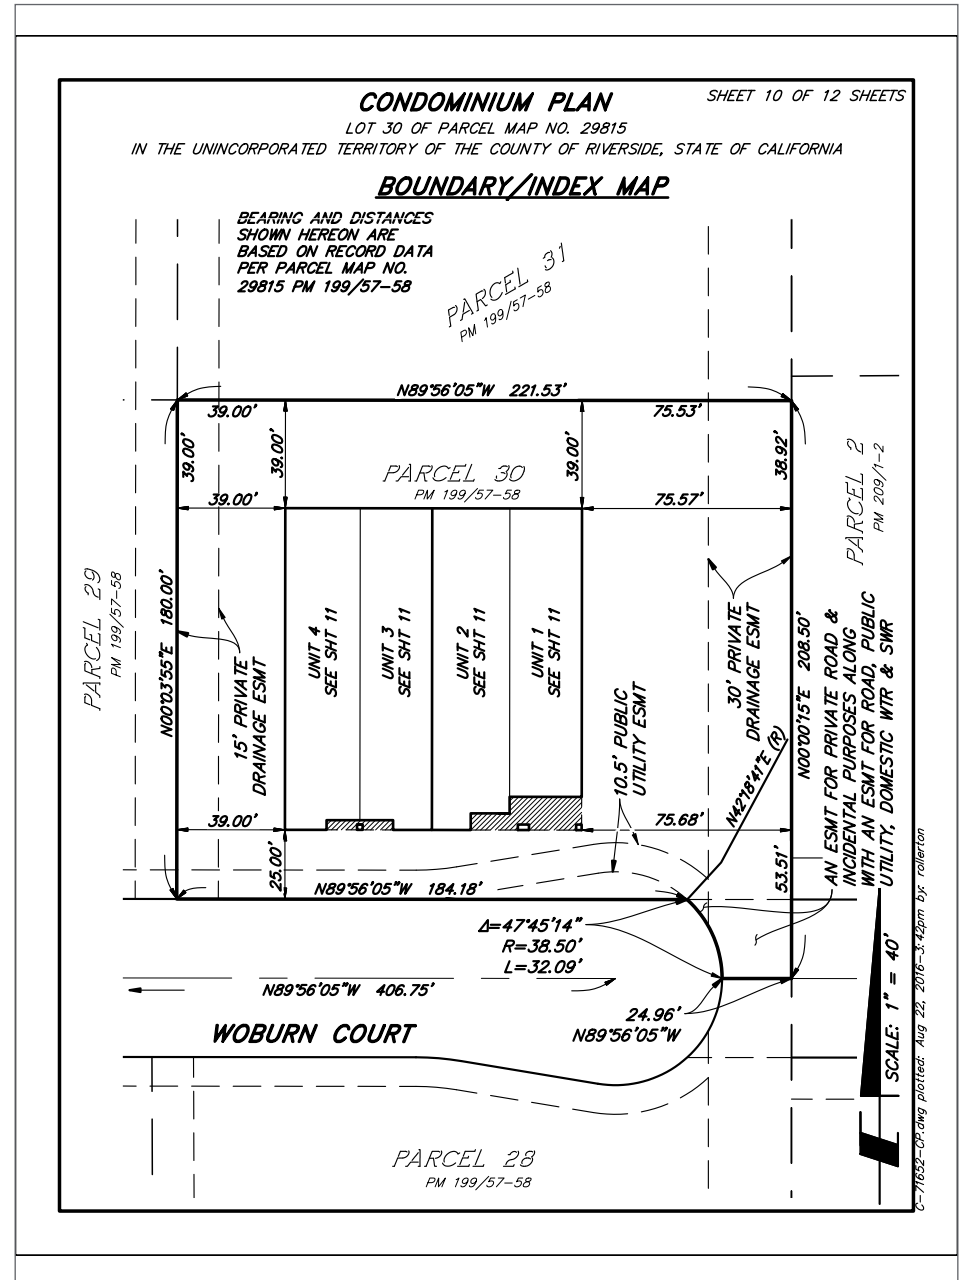 CONDOMINIUM PLAN
SHEET 10 OF 12 SHEETS
LOT 30 OF PARCEL MAP NO. 29815
IN THE UNINCORPORATED TERRITORY OF THE COUNTY OF RIVERSIDE, STATE OF CALIFORNIA
BOUNDARY/INDEX MAP
BEARING AND DISTANCES
SHOWN HEREON ARE
BASED ON RECORD DATA
PER PARCEL MAP NO.
29815 PM 199/57-58
PARCEL 31
PM 199/57-58
N89°56'05"W 221.53'
39.00'
75.53'
39.00'
39.00'
39.00'
38.92'
PARCEL 30
PM 199/57-58
39.00'
75.57'
PARCEL 2
PM 209/1-2
PARCEL 29
PM 199/57-58
N00°03'55"E 180.00'
15' PRIVATE
DRAINAGE ESMT
UNIT 4
SEE SHT 11
UNIT 3
SEE SHT 11
UNIT 2
SEE SHT 11
UNIT 1
SEE SHT 11
10.5' PUBLIC
UTILITY ESMT
30' PRIVATE
DRAINAGE ESMT
N42°18'41"E (R)
N00°00'15"E 208.50'
AN ESMT FOR PRIVATE ROAD &
INCIDENTAL PURPOSES ALONG
WITH AN ESMT FOR ROAD, PUBLIC
UTILITY, DOMESTIC WTR & SWR
39.00'
75.68'
25.00'
53.51'
N89°56'05"W 184.18'
Δ=47°45'14"
R=38.50'
L=32.09'
N89°56'05"W 406.75'
24.96'
N89°56'05"W
WOBURN COURT
SCALE: 1" = 40'
PARCEL 28
PM 199/57-58
C-71652-CP.dwg plotted: Aug 22, 2016-3:42pm by: rollerton